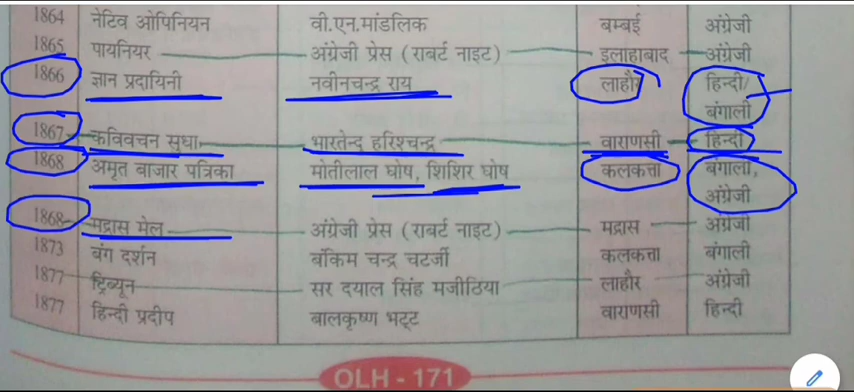 1864 नेटिव ओपिनियन वी.एन.मांडलिक बम्बई अंग्रेजी
1865 पायनियर अंग्रेजी प्रेस (राबर्ट नाइट) इलाहाबाद अंग्रेजी
1866 ज्ञान प्रदायिनी नवीनचन्द्र राय लाहौर हिन्दी/
बंगाली
1867 कविवचन सुधा भारतेन्दु हरिश्चन्द्र वाराणसी हिन्दी
1868 अमृत बाजार पत्रिका मोतीलाल घोष, शिशिर घोष कलकत्ता बंगाली,
अंग्रेजी
1868 मद्रास मेल अंग्रेजी प्रेस (राबर्ट नाइट) मद्रास अंग्रेजी
1873 बंग दर्शन बंकिम चन्द्र चटर्जी कलकत्ता बंगाली
1877 ट्रिब्यून सर दयाल सिंह मजीठिया लाहौर अंग्रेजी
1877 हिन्दी प्रदीप बालकृष्ण भट्ट वाराणसी हिन्दी
OLH - 171